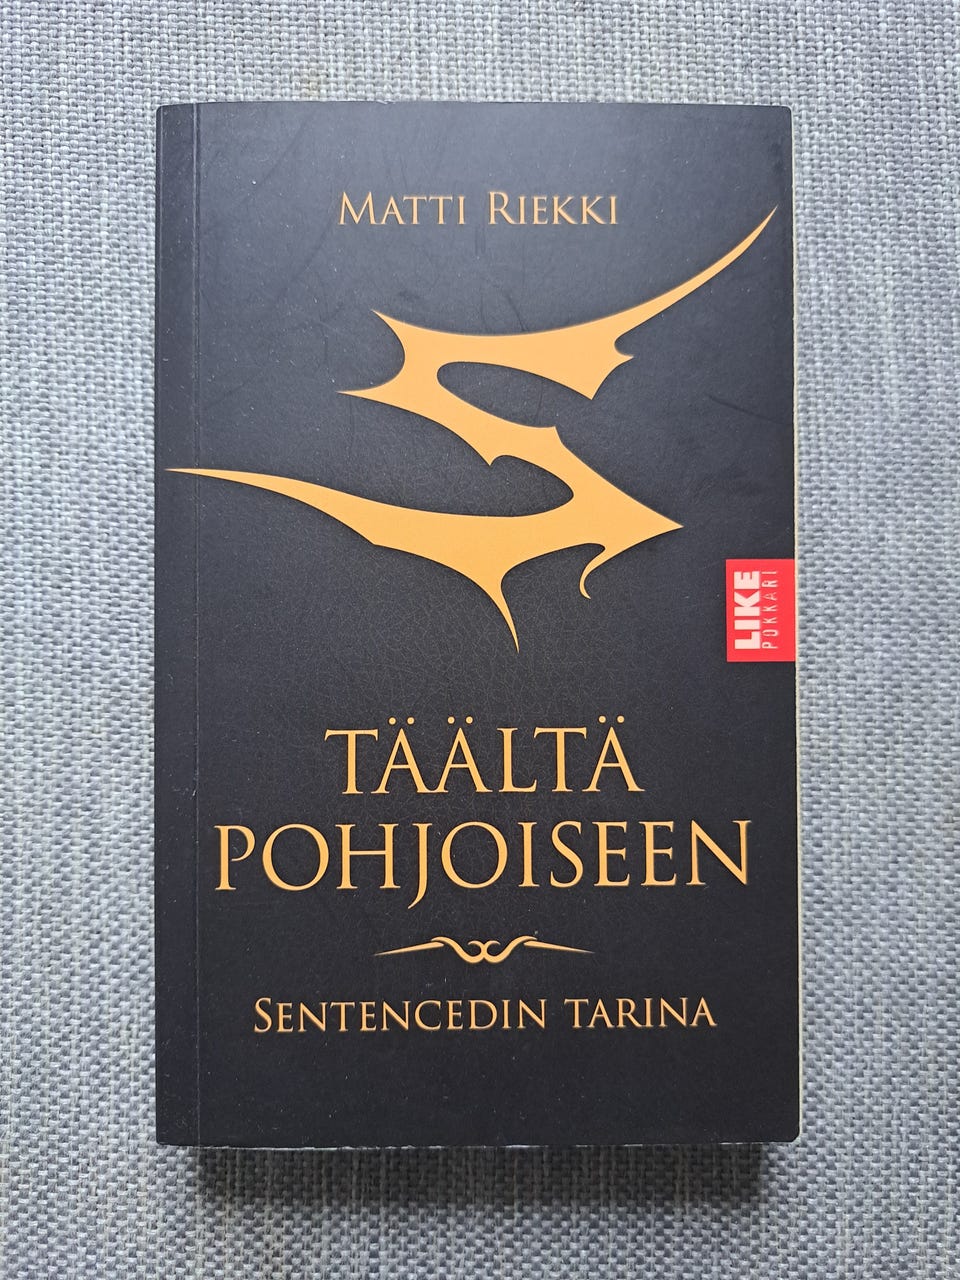 MATTI RIEKKI
LIKE
POKKARI
TÄÄLTÄ
POHJOISEEN
SENTENCEDIN TARINA